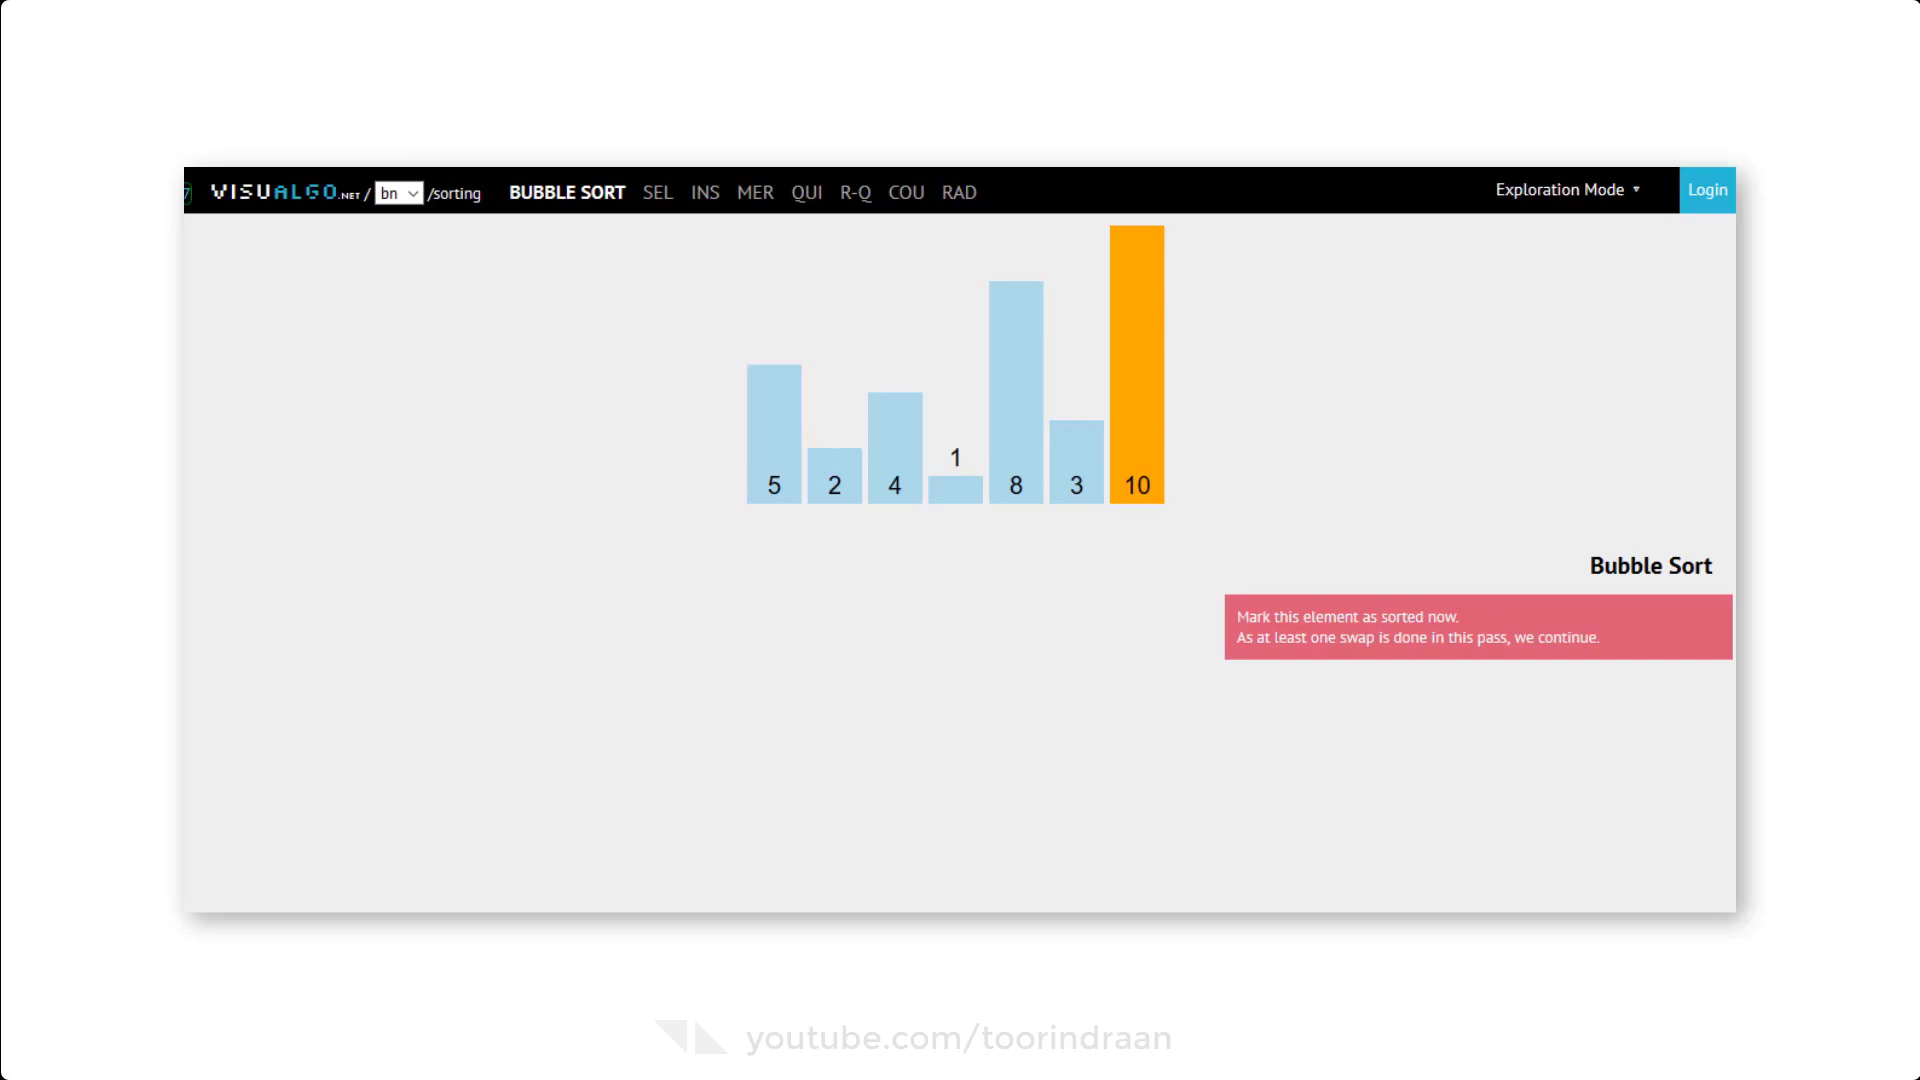 7 VISUALGO.NET / bn /sorting BUBBLE SORT SEL INS MER QUI R-Q COU RAD Exploration Mode ▾ Login
1
5 2 4 8 3 10
Bubble Sort
Mark this element as sorted now.
As at least one swap is done in this pass, we continue.
youtube.com/toorindraan